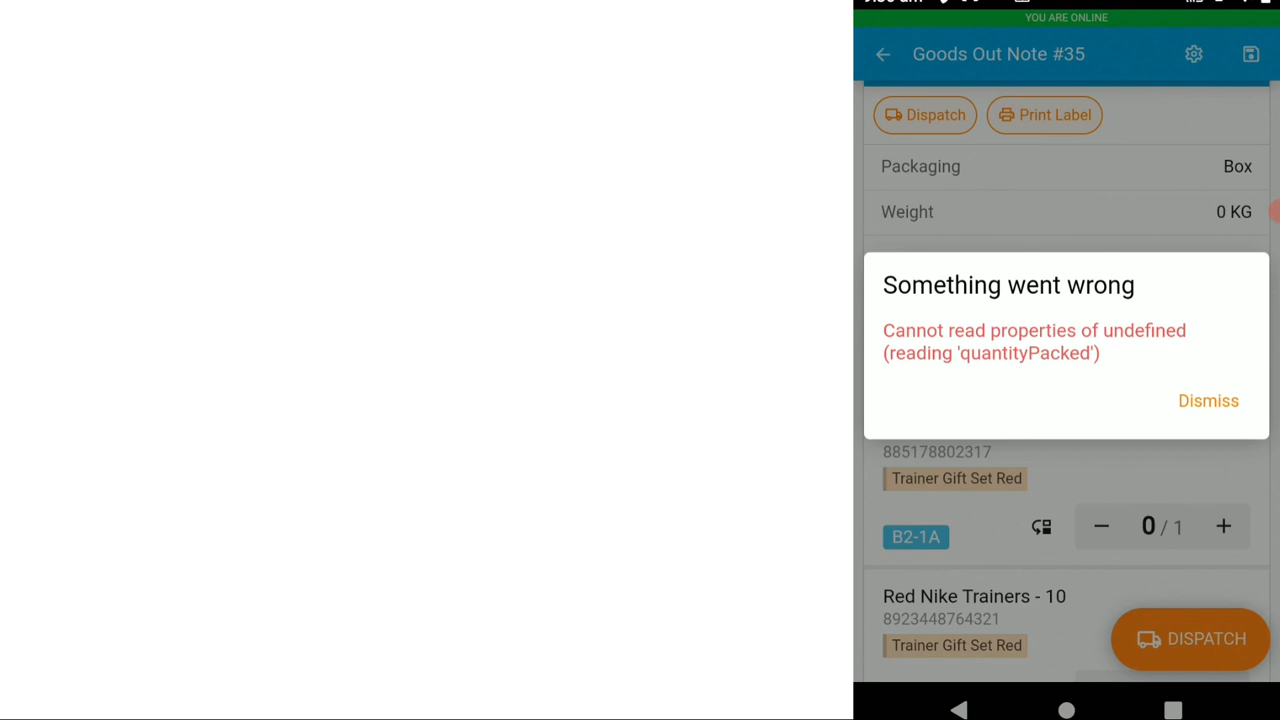 YOU ARE ONLINE
Goods Out Note #35
Dispatch
Print Label
Packaging
Box
Weight
0 KG
Something went wrong
Cannot read properties of undefined
(reading 'quantityPacked')
Dismiss
885178802317
Trainer Gift Set Red
B2-1A
− 0 / 1 +
Red Nike Trainers - 10
8923448764321
Trainer Gift Set Red
DISPATCH